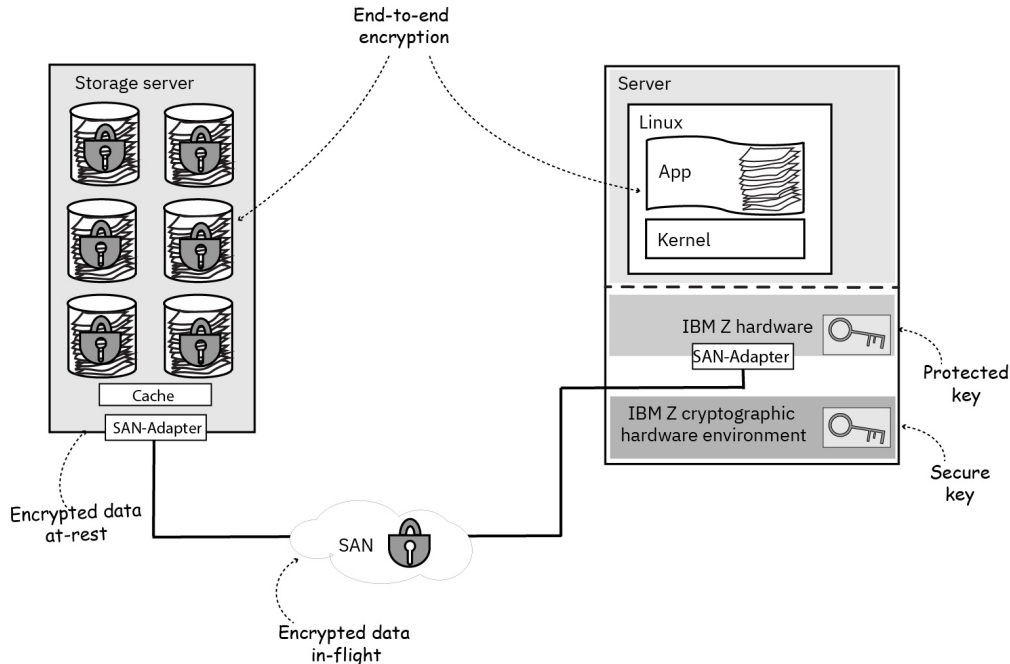 End-to-end
encryption
Storage server
Cache
SAN-Adapter
Encrypted data
at-rest
SAN
Encrypted data
in-flight
Server
Linux
App
Kernel
IBM Z hardware
SAN-Adapter
Protected
key
IBM Z cryptographic
hardware environment
Secure
key